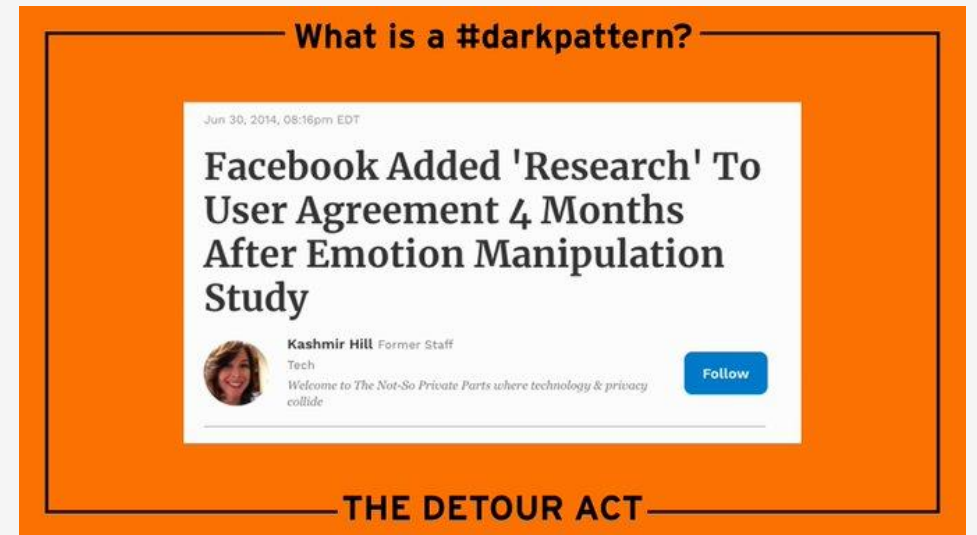 What is a #darkpattern?
Jun 30, 2014, 08:16pm EDT
Facebook Added 'Research' To
User Agreement 4 Months
After Emotion Manipulation
Study
Kashmir Hill Former Staff
Tech
Welcome to The Not-So Private Parts where technology & privacy
collide
Follow
THE DETOUR ACT